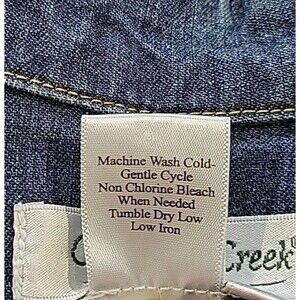 Machine Wash Cold-
Gentle Cycle
Non Chlorine Bleach
When Needed
Tumble Dry Low
Low Iron
Creek